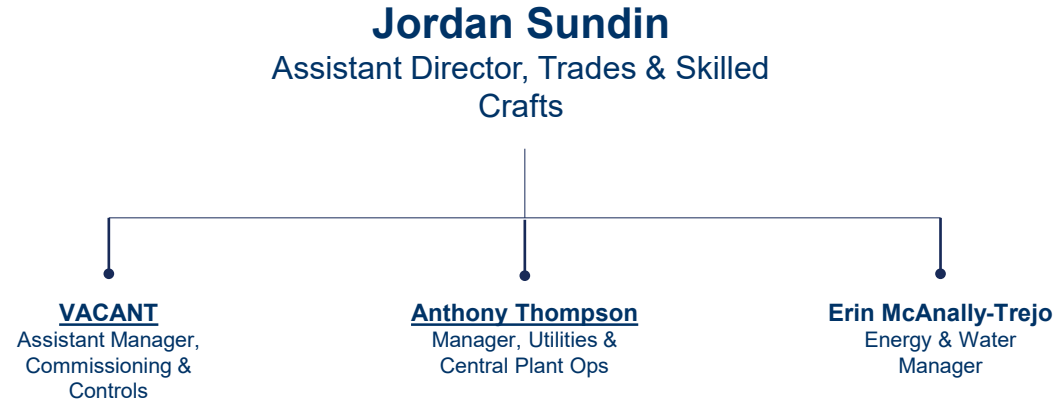 Jordan Sundin
Assistant Director, Trades & Skilled
Crafts
VACANT
Assistant Manager,
Commissioning &
Controls
Anthony Thompson
Manager, Utilities &
Central Plant Ops
Erin McAnally-Trejo
Energy & Water
Manager